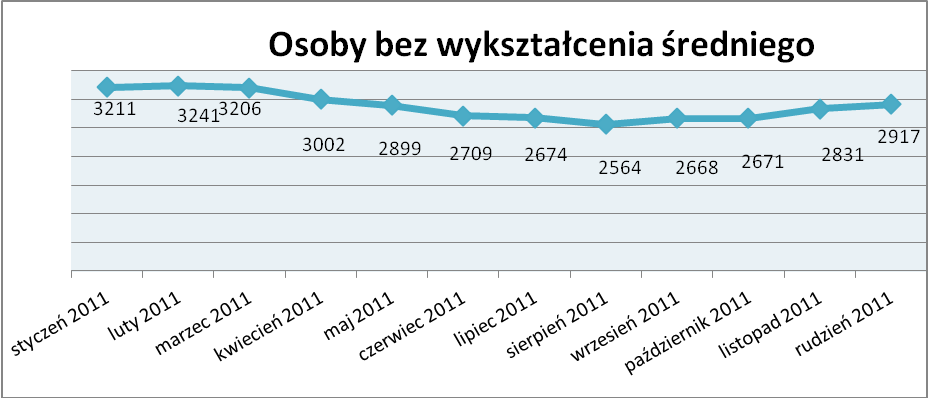 Osoby bez wykształcenia średniego
3211
3241
3206
3002
2899
2709
2674
2564
2668
2671
2831
2917
styczeń 2011
luty 2011
marzec 2011
kwiecień 2011
maj 2011
czerwiec 2011
lipiec 2011
sierpień 2011
wrzesień 2011
październik 2011
listopad 2011
rudzień 2011